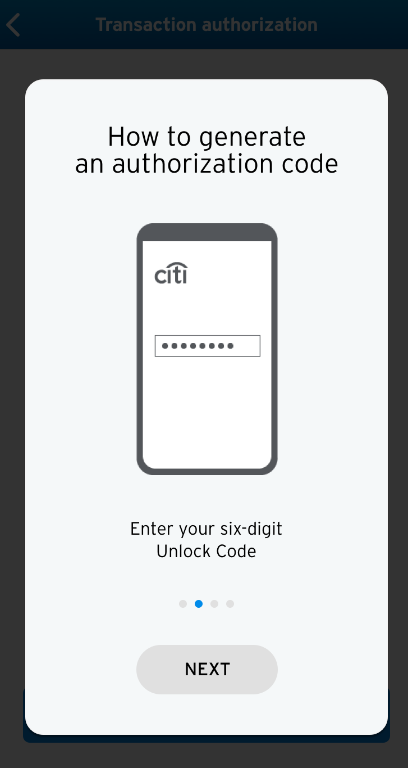 Transaction authorization
How to generate
an authorization code
citi
Enter your six-digit
Unlock Code
NEXT